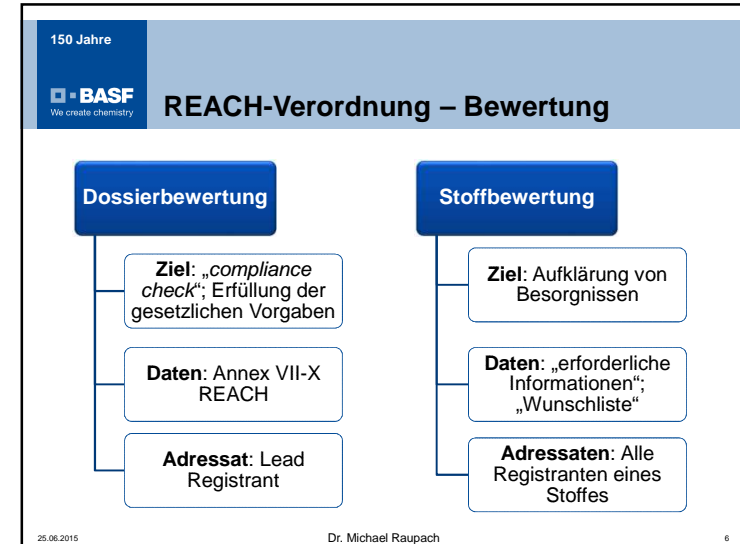 150 Jahre
BASF
We create chemistry
REACH-Verordnung – Bewertung
Dossierbewertung
Ziel: „compliance
check“; Erfüllung der
gesetzlichen Vorgaben
Daten: Annex VII-X
REACH
Adressat: Lead
Registrant
Stoffbewertung
Ziel: Aufklärung von
Besorgnissen
Daten: „erforderliche
Informationen“;
„Wunschliste“
Adressaten: Alle
Registranten eines
Stoffes
25.06.2015
Dr. Michael Raupach
6